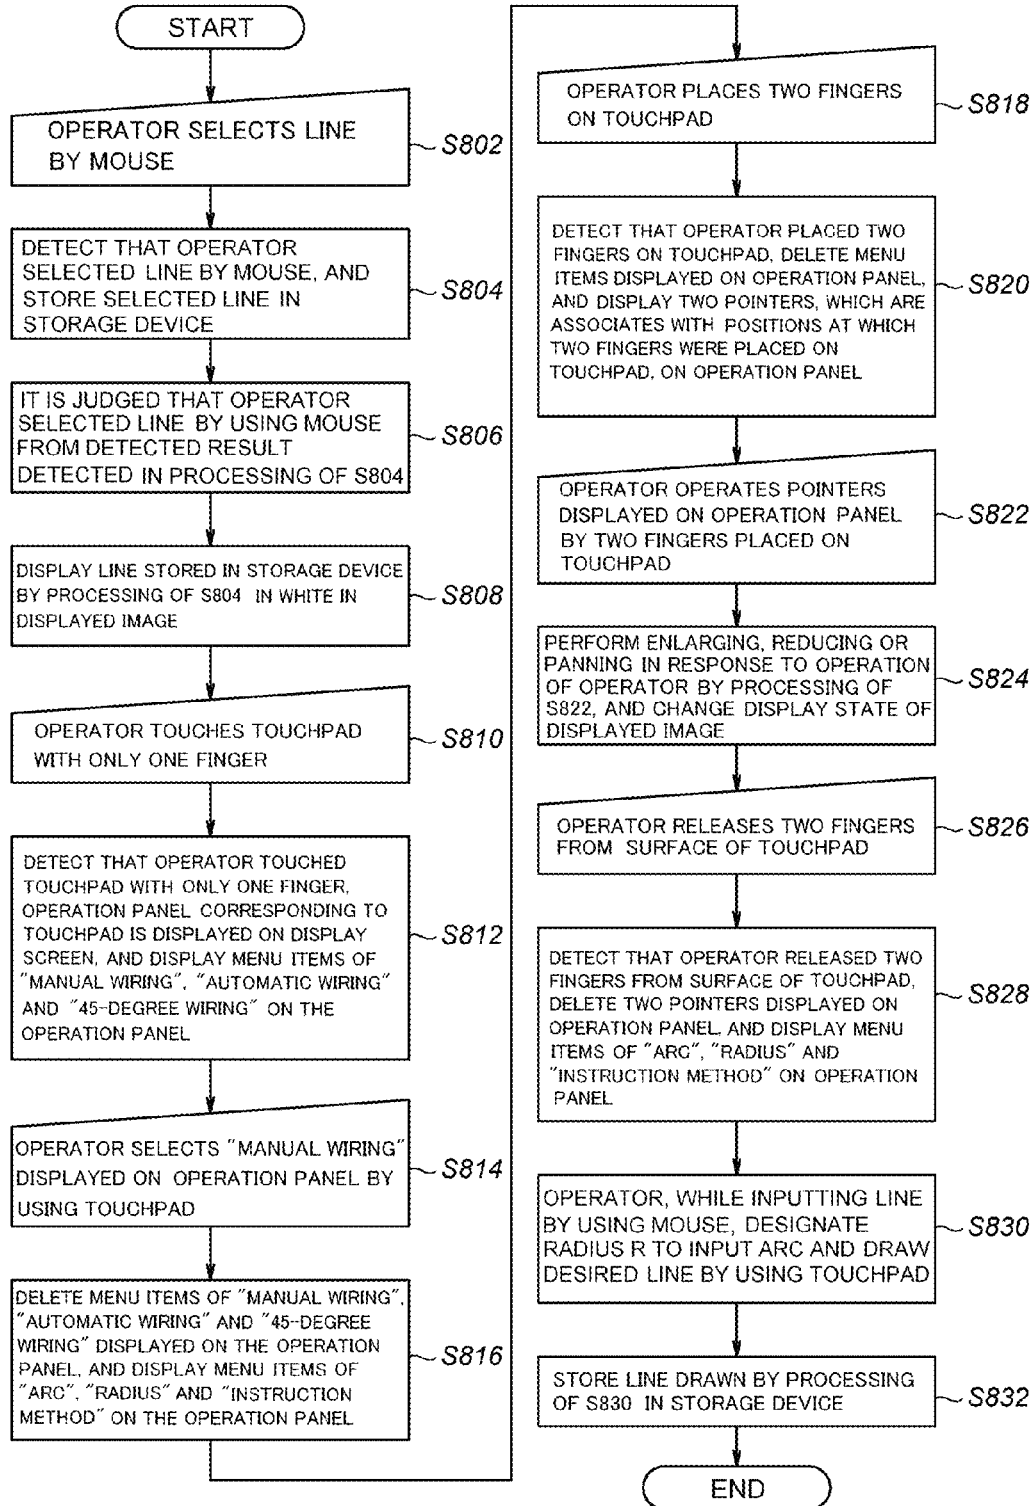 START
OPERATOR SELECTS LINE
BY MOUSE
S802
DETECT THAT OPERATOR
SELECTED LINE BY MOUSE, AND
STORE SELECTED LINE IN
STORAGE DEVICE
S804
IT IS JUDGED THAT OPERATOR
SELECTED LINE BY USING MOUSE
FROM DETECTED RESULT
DETECTED IN PROCESSING OF S804
S806
DISPLAY LINE STORED IN STORAGE DEVICE
BY PROCESSING OF S804 IN WHITE IN
DISPLAYED IMAGE
S808
OPERATOR TOUCHES TOUCHPAD
WITH ONLY ONE FINGER
S810
DETECT THAT OPERATOR TOUCHED
TOUCHPAD WITH ONLY ONE FINGER,
OPERATION PANEL CORRESPONDING TO
TOUCHPAD IS DISPLAYED ON DISPLAY
SCREEN, AND DISPLAY MENU ITEMS OF
"MANUAL WIRING", "AUTOMATIC WIRING"
AND "45-DEGREE WIRING" ON THE
OPERATION PANEL
S812
OPERATOR SELECTS "MANUAL WIRING"
DISPLAYED ON OPERATION PANEL BY
USING TOUCHPAD
S814
DELETE MENU ITEMS OF "MANUAL WIRING",
"AUTOMATIC WIRING" AND "45-DEGREE
WIRING" DISPLAYED ON THE OPERATION
PANEL, AND DISPLAY MENU ITEMS OF
"ARC", "RADIUS" AND "INSTRUCTION
METHOD" ON THE OPERATION PANEL
S816
OPERATOR PLACES TWO FINGERS
ON TOUCHPAD
S818
DETECT THAT OPERATOR PLACED TWO
FINGERS ON TOUCHPAD, DELETE MENU
ITEMS DISPLAYED ON OPERATION PANEL,
AND DISPLAY TWO POINTERS, WHICH ARE
ASSOCIATES WITH POSITIONS AT WHICH
TWO FINGERS WERE PLACED ON
TOUCHPAD, ON OPERATION PANEL
S820
OPERATOR OPERATES POINTERS
DISPLAYED ON OPERATION PANEL
BY TWO FINGERS PLACED ON
TOUCHPAD
S822
PERFORM ENLARGING, REDUCING OR
PANNING IN RESPONSE TO OPERATION
OF OPERATOR BY PROCESSING OF
S822, AND CHANGE DISPLAY STATE OF
DISPLAYED IMAGE
S824
OPERATOR RELEASES TWO FINGERS
FROM SURFACE OF TOUCHPAD
S826
DETECT THAT OPERATOR RELEASED TWO
FINGERS FROM SURFACE OF TOUCHPAD,
DELETE TWO POINTERS DISPLAYED ON
OPERATION PANEL, AND DISPLAY MENU
ITEMS OF "ARC", "RADIUS" AND
"INSTRUCTION METHOD" ON OPERATION
PANEL
S828
OPERATOR, WHILE INPUTTING LINE
BY USING MOUSE, DESIGNATE
RADIUS R TO INPUT ARC AND DRAW
DESIRED LINE BY USING TOUCHPAD
S830
STORE LINE DRAWN BY PROCESSING
OF S830 IN STORAGE DEVICE
S832
END